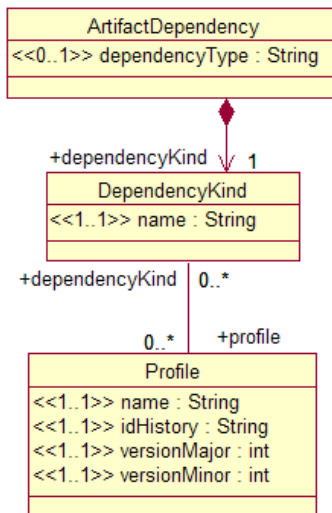 ArtifactDependency
<<0..1>> dependencyType : String
+dependencyKind 1
DependencyKind
<<1..1>> name : String
+dependencyKind 0..*
0..* +profile
Profile
<<1..1>> name : String
<<1..1>> idHistory : String
<<1..1>> versionMajor : int
<<1..1>> versionMinor : int